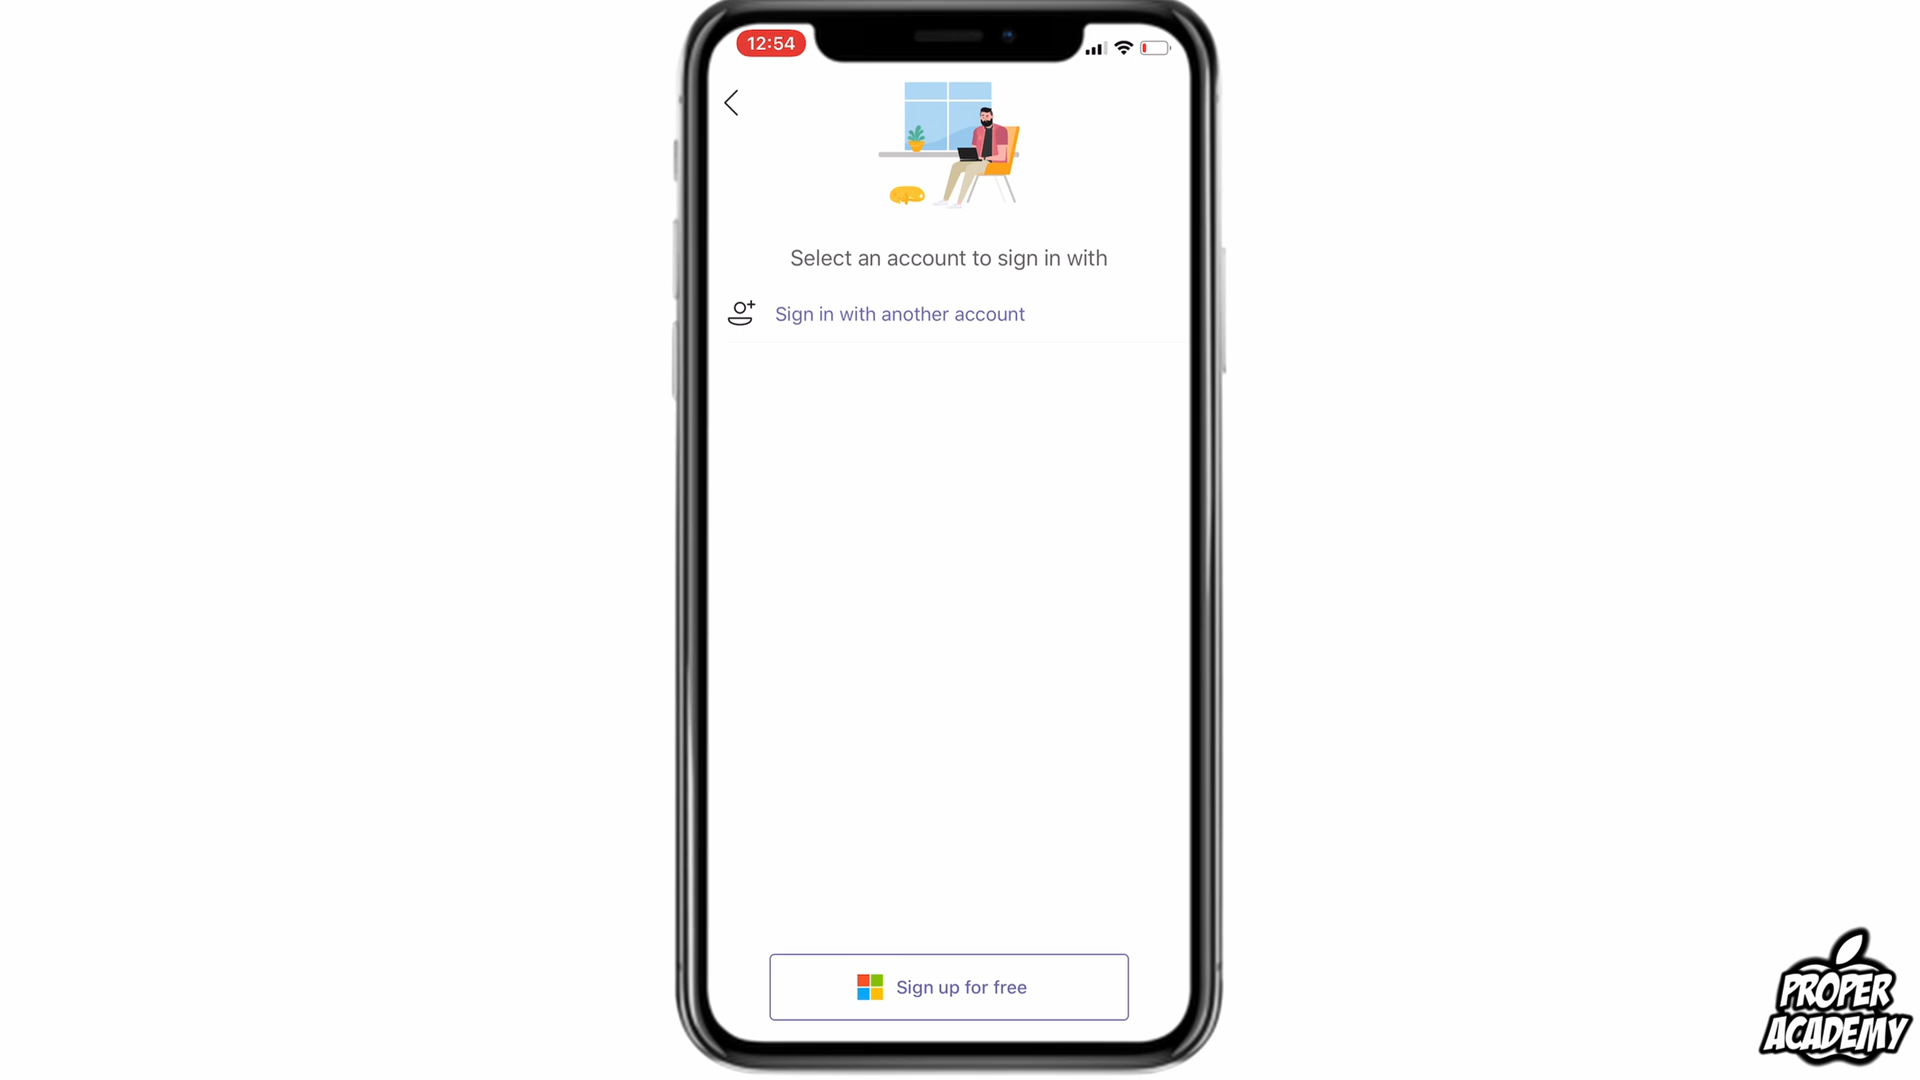 12:54
Select an account to sign in with
Sign in with another account
Sign up for free
PROPER
ACADEMY